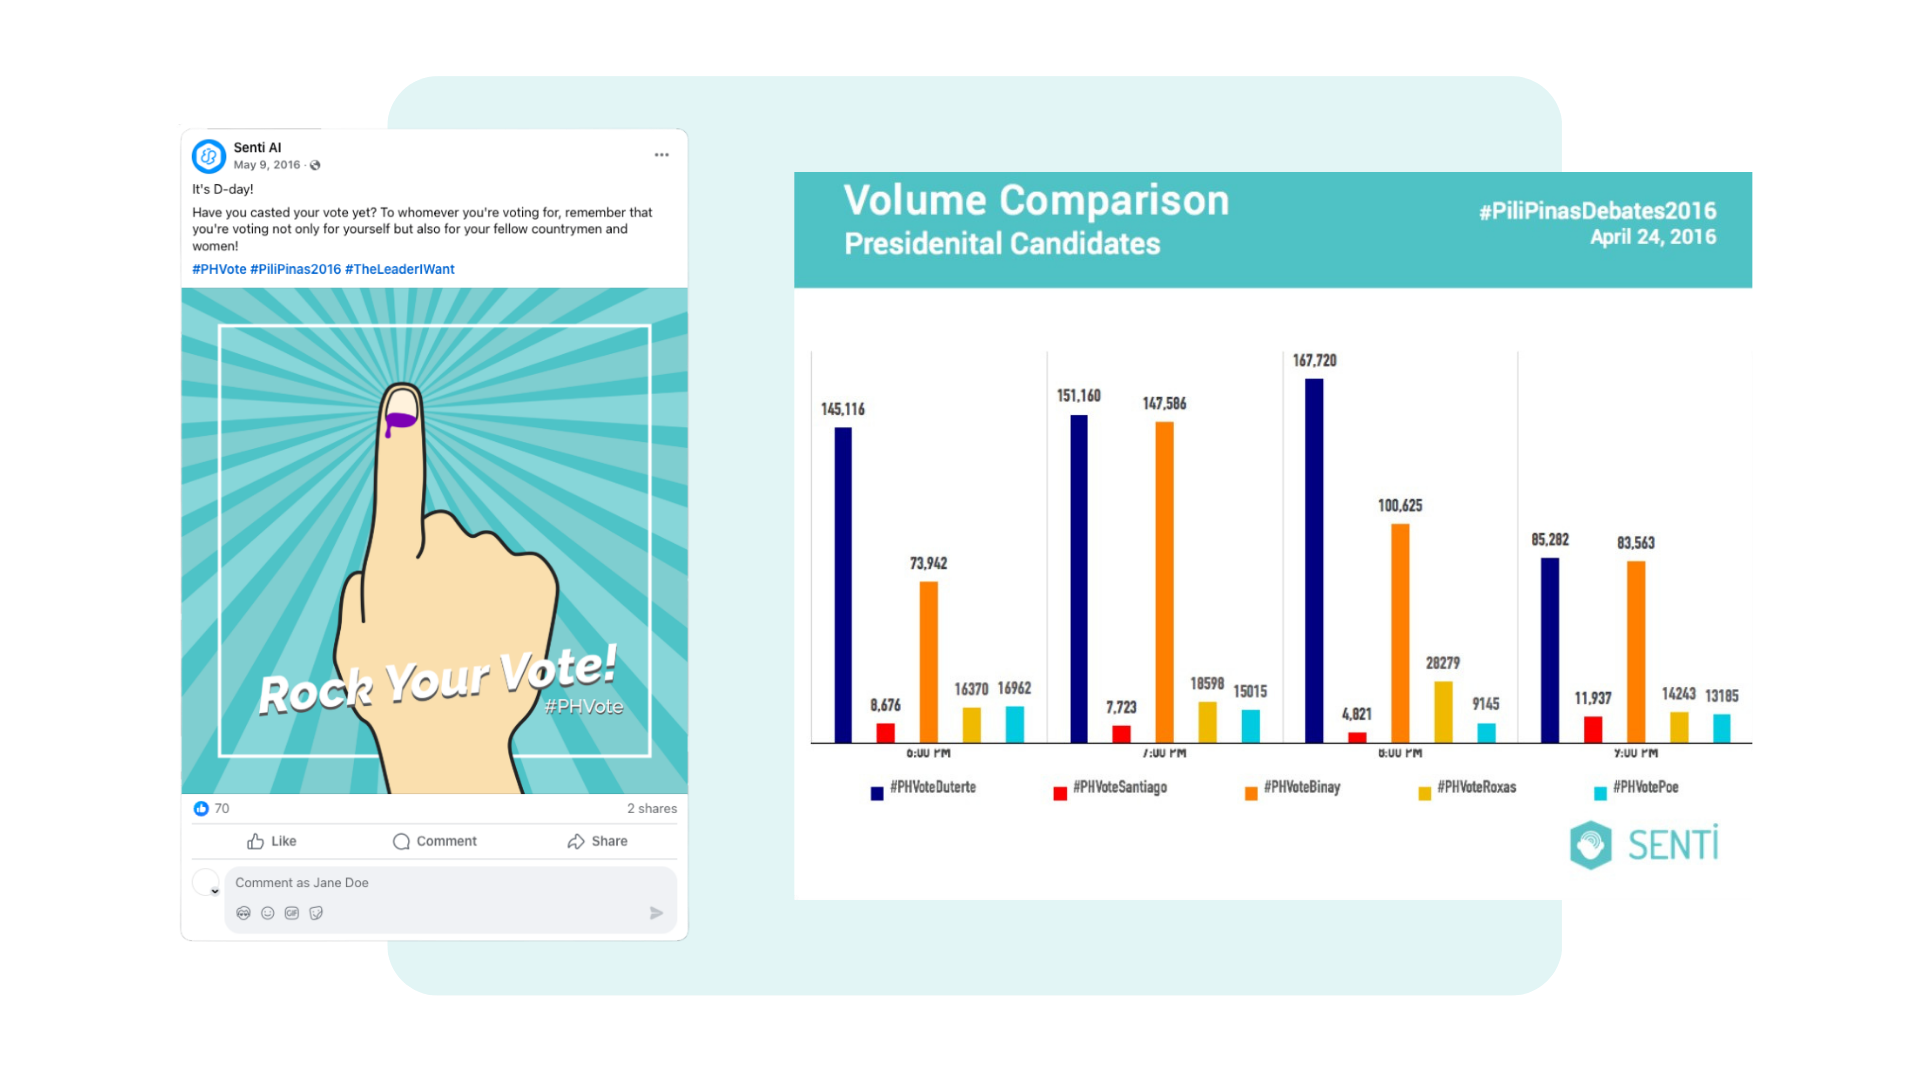 Senti AI
May 9, 2016
It's D-day!
Have you casted your vote yet? To whomever you're voting for, remember that
you're voting not only for yourself but also for your fellow countrymen and
women!
#PHVote #PiliPinas2016 #TheLeaderIWant
Rock Your Vote!
#PHVote
70
2 shares
Like
Comment
Share
Comment as Jane Doe
GIF
Volume Comparison
Presidenital Candidates
#PiliPinasDebates2016
April 24, 2016
145,116
8,676
73,942
16370
16962
151,160
7,723
147,586
18598
15015
167,720
4,821
100,625
28279
9145
85,282
11,937
83,563
14243
13185
6:00 PM
7:00 PM
8:00 PM
9:00 PM
#PHVoteDuterte
#PHVoteSantiago
#PHVoteBinay
#PHVoteRoxas
#PHVotePoe
SENTI